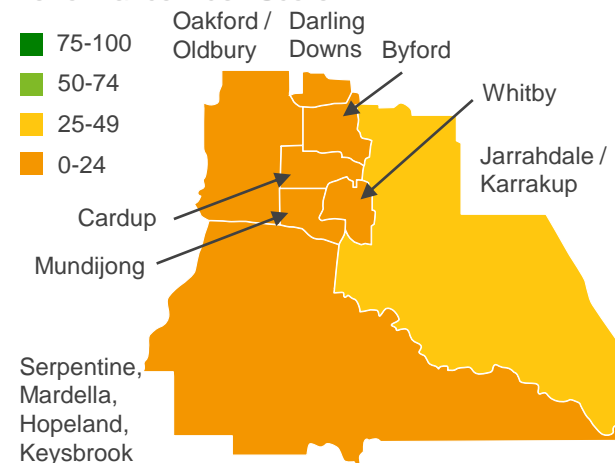 75-100
50-74
25-49
0-24
Oakford /
Oldbury
Darling
Downs
Byford
Whitby
Jarrahdale /
Karrakup
Cardup
Mundijong
Serpentine,
Mardella,
Hopeland,
Keysbrook